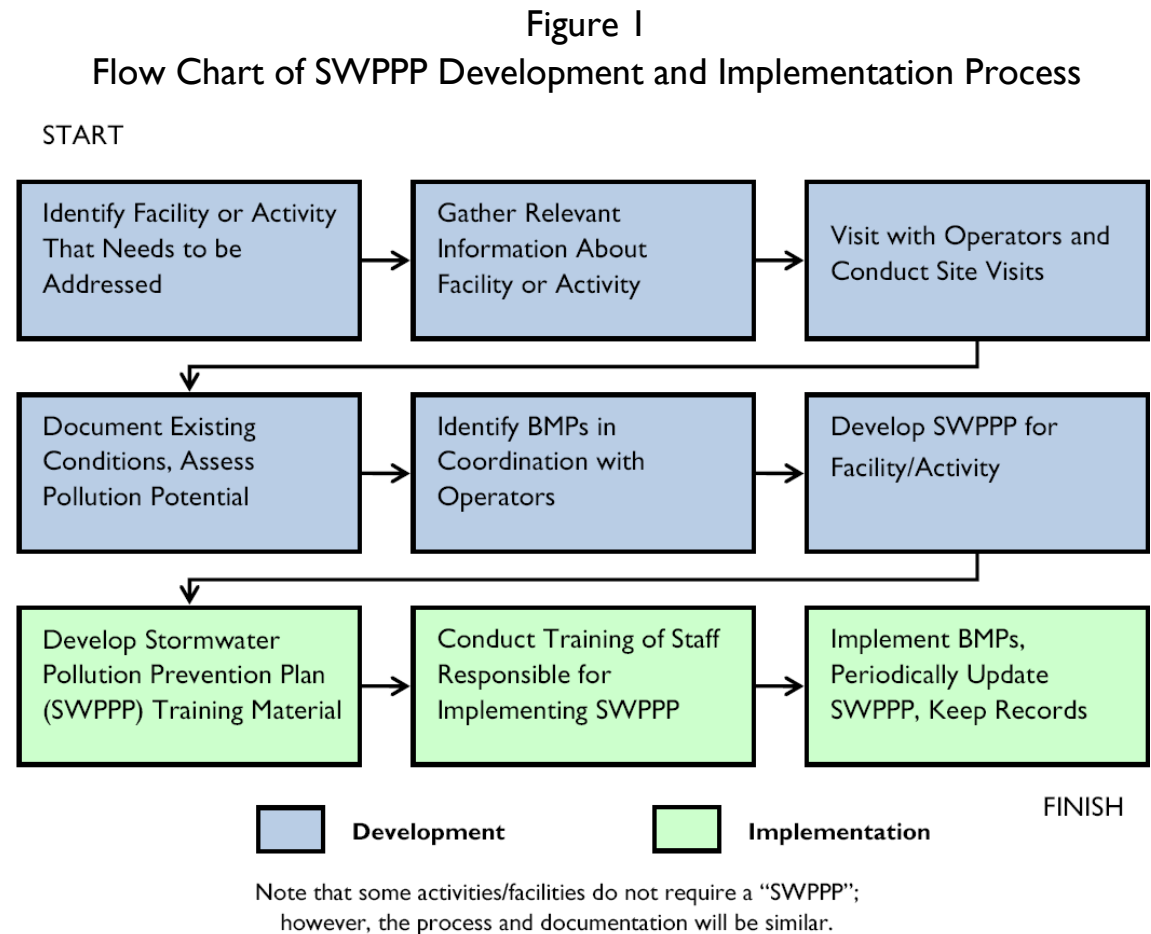 Figure 1
Flow Chart of SWPPP Development and Implementation Process
START
Identify Facility or Activity
That Needs to be
Addressed
Gather Relevant
Information About
Facility or Activity
Visit with Operators and
Conduct Site Visits
Document Existing
Conditions, Assess
Pollution Potential
Identify BMPs in
Coordination with
Operators
Develop SWPPP for
Facility/Activity
Develop Stormwater
Pollution Prevention Plan
(SWPPP) Training Material
Conduct Training of Staff
Responsible for
Implementing SWPPP
Implement BMPs,
Periodically Update
SWPPP, Keep Records
FINISH
Development
Implementation
Note that some activities/facilities do not require a “SWPPP”;
however, the process and documentation will be similar.